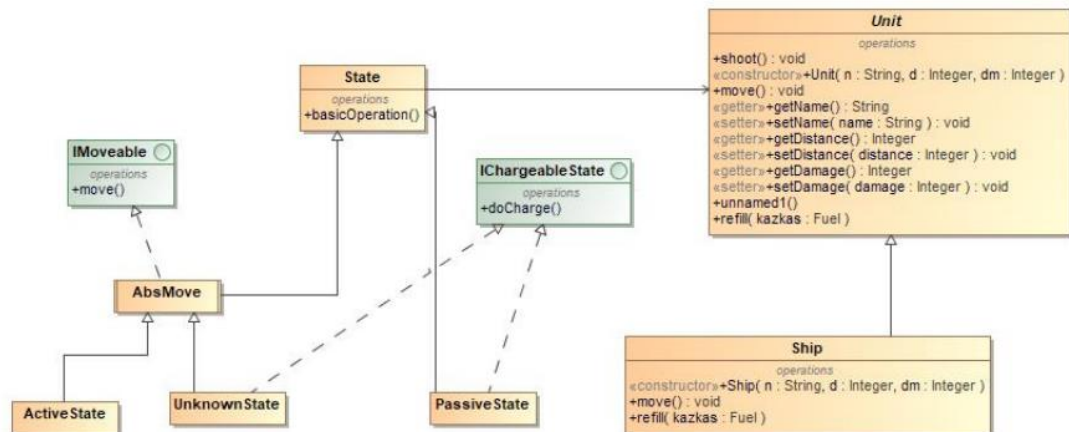 Unit
operations
+shoot() : void
«constructor»+Unit( n : String, d : Integer, dm : Integer )
+move() : void
«getter»+getName() : String
«setter»+setName( name : String ) : void
«getter»+getDistance() : Integer
«setter»+setDistance( distance : Integer ) : void
«getter»+getDamage() : Integer
«setter»+setDamage( damage : Integer ) : void
+unnamed1()
+refill( kazkas : Fuel )
State
operations
+basicOperation()
IMoveable
operations
+move()
IChargeableState
operations
+doCharge()
AbsMove
ActiveState
UnknownState
PassiveState
Ship
operations
«constructor»+Ship( n : String, d : Integer, dm : Integer )
+move() : void
+refill( kazkas : Fuel )